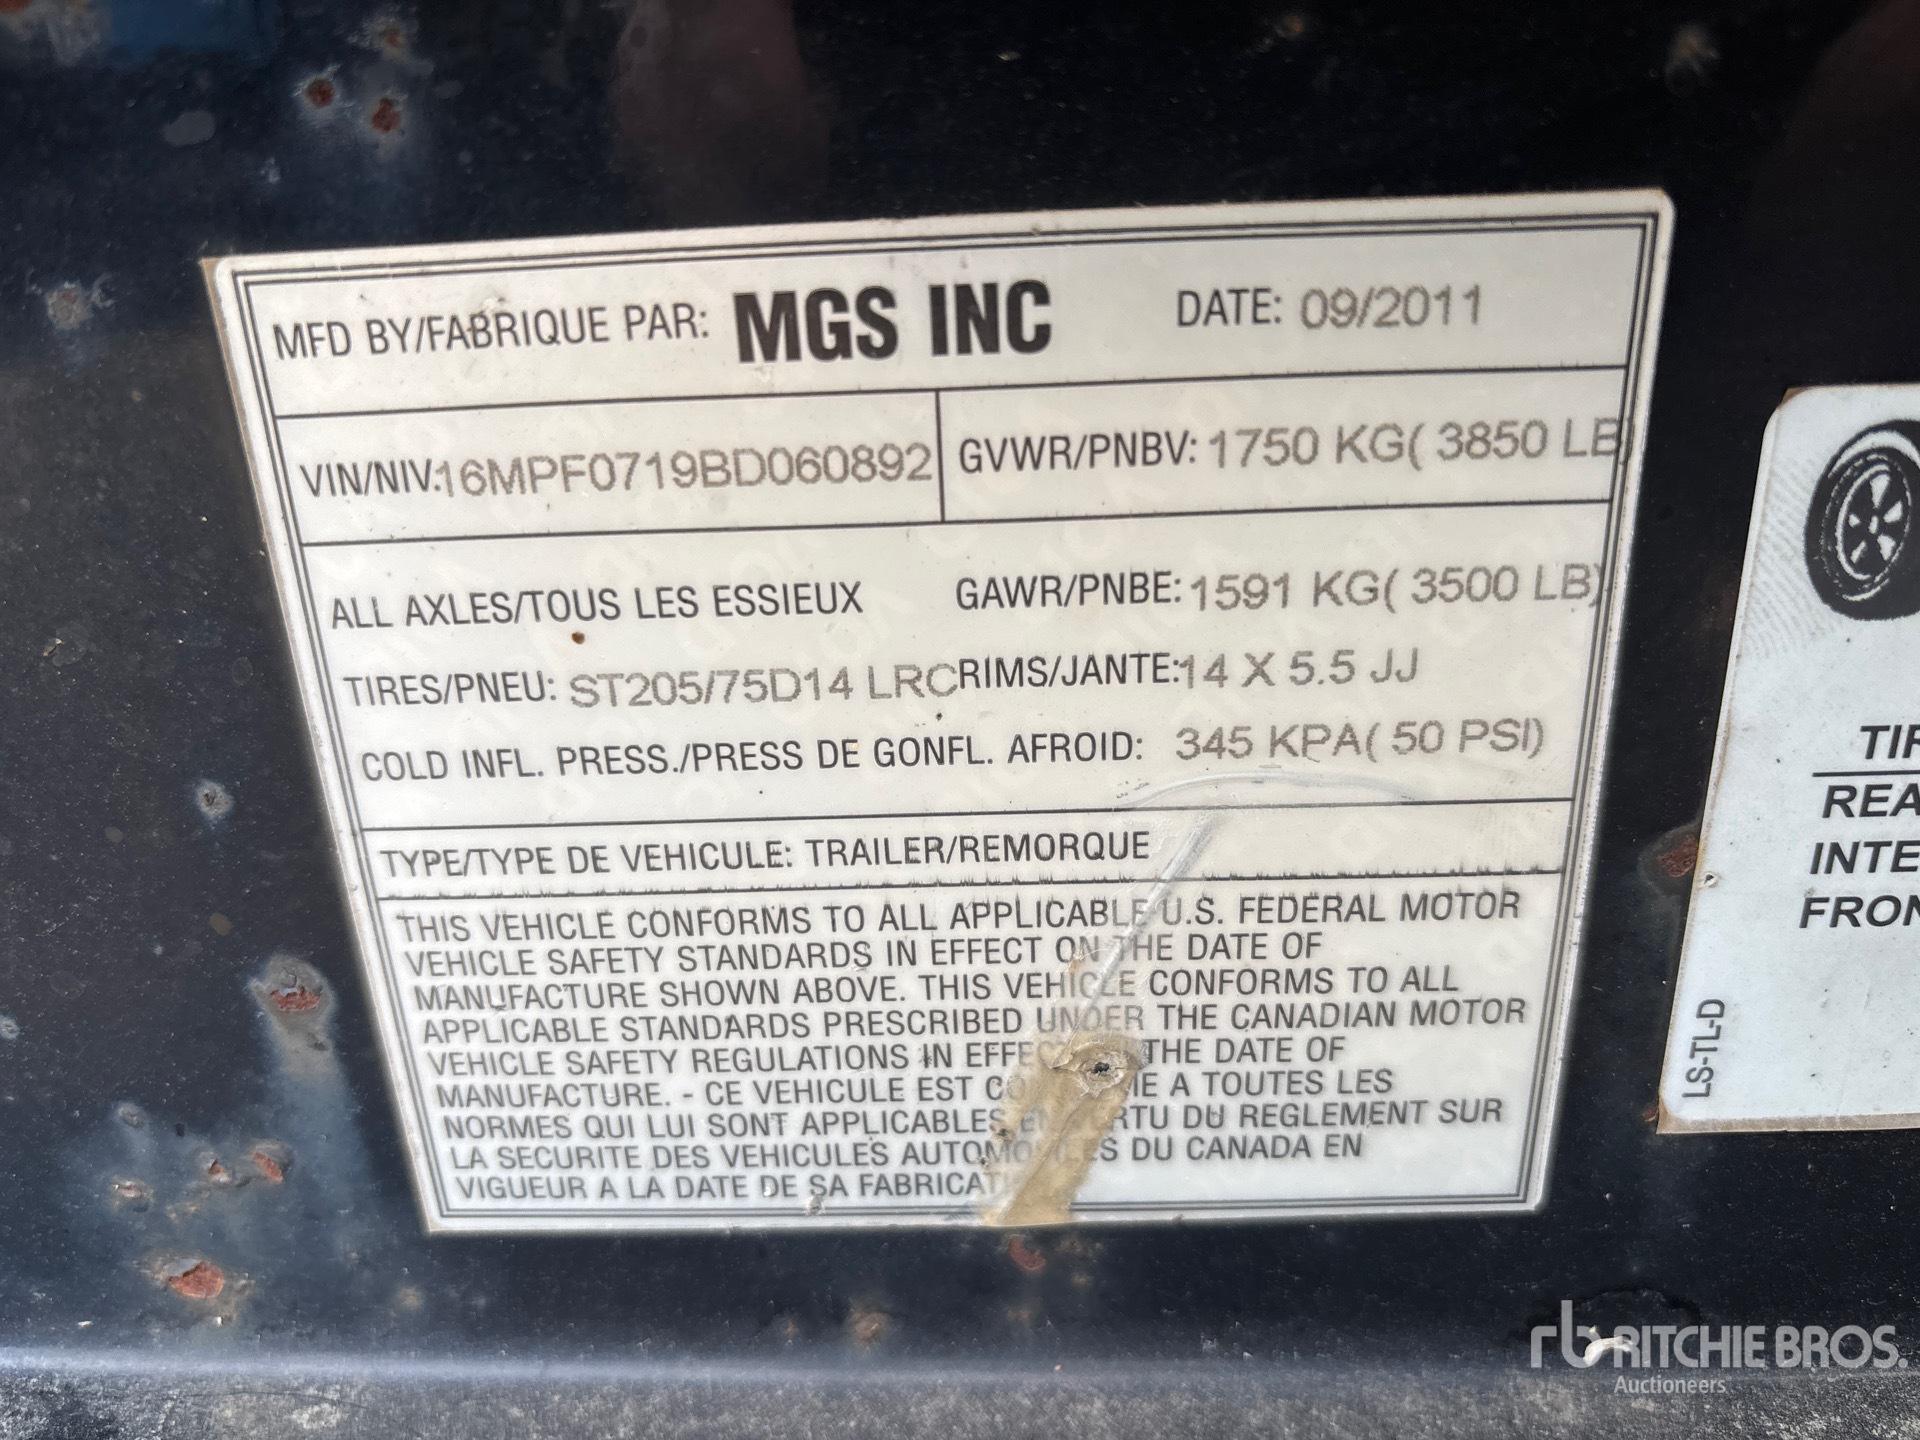 MFD BY/FABRIQUE PAR: MGS INC DATE: 09/2011
VIN/NIV: 16MPF0719BD060892 GVWR/PNBV: 1750 KG( 3850 LB
ALL AXLES/TOUS LES ESSIEUX GAWR/PNBE: 1591 KG( 3500 LB)
TIRES/PNEU: ST205/75D14 LRC RIMS/JANTE: 14 X 5.5 JJ
COLD INFL. PRESS./PRESS DE GONFL. AFROID: 345 KPA( 50 PSI)
TYPE/TYPE DE VEHICULE: TRAILER/REMORQUE
THIS VEHICLE CONFORMS TO ALL APPLICABLE U.S. FEDERAL MOTOR
VEHICLE SAFETY STANDARDS IN EFFECT ON THE DATE OF
MANUFACTURE SHOWN ABOVE. THIS VEHICLE CONFORMS TO ALL
APPLICABLE STANDARDS PRESCRIBED UNDER THE CANADIAN MOTOR
VEHICLE SAFETY REGULATIONS IN EFFEC THE DATE OF
MANUFACTURE. - CE VEHICULE EST CO ME A TOUTES LES
NORMES QUI LUI SONT APPLICABLES EN VERTU DU REGLEMENT SUR
LA SECURITE DES VEHICULES AUTOMOBILES DU CANADA EN
VIGUEUR A LA DATE DE SA FABRICAT
TIR
REA
INTE
FRON
LS-TL-D
rb RITCHIE BROS.
Auctioneers